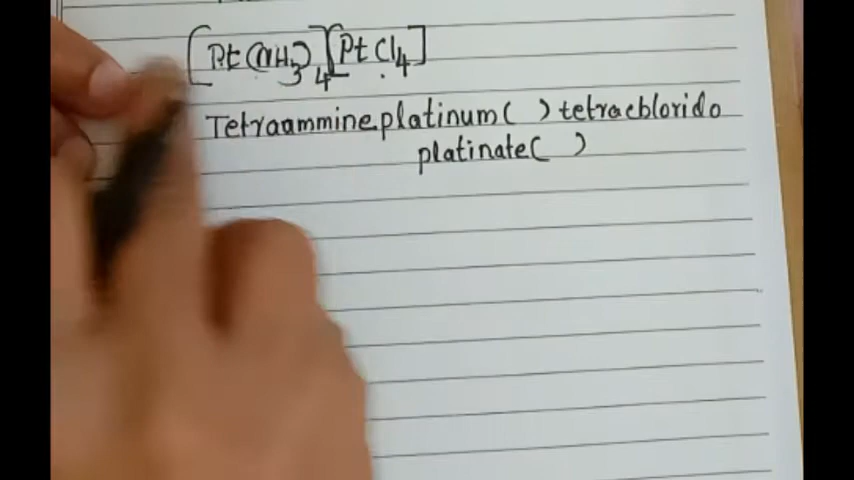 [Pt(NH3)4][PtCl4]
Tetraammineplatinum( ) tetrachlorido
platinate( )